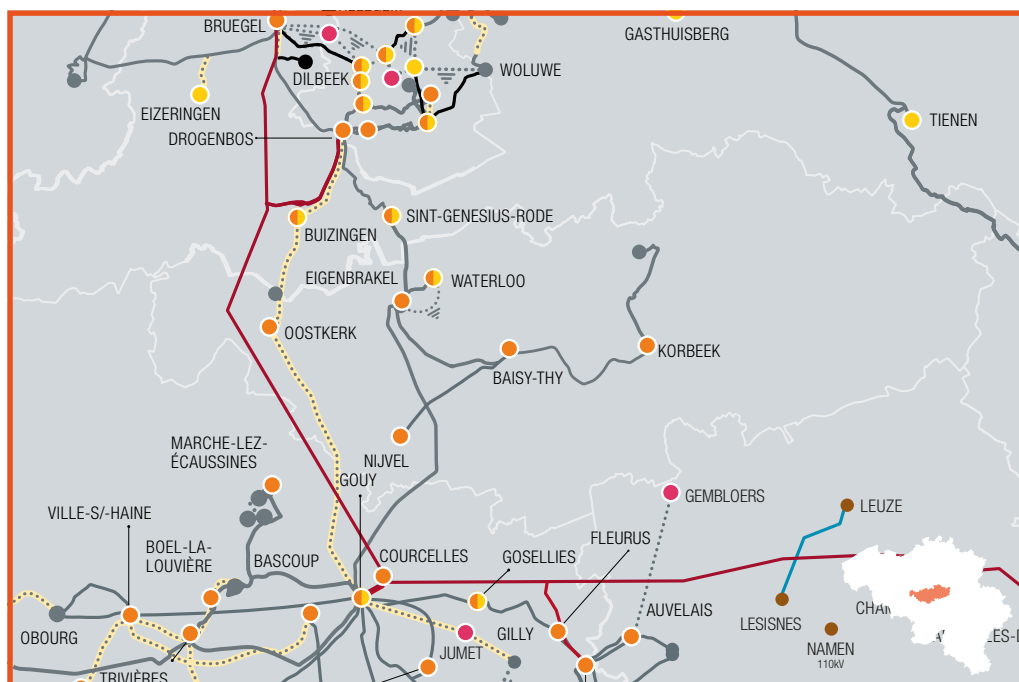 BRUEGEL
GASTHUISBERG
DILBEEK
WOLUWE
EIZERINGEN
TIENEN
DROGENBOS
SINT-GENESIUS-RODE
BUIZINGEN
EIGENBRAKEL
WATERLOO
OOSTKERK
KORBEEK
BAISY-THY
MARCHE-LEZ-
ÉCAUSSINES
NIJVEL
GOUY
GEMBLOERS
LEUZE
VILLE-S/-HAINE
BOEL-LA-
LOUVIÈRE
BASCOUP
COURCELLES
GOSELLIES
FLEURUS
AUVELAIS
LESISNES
OBOURG
GILLY
JUMET
NAMEN
110kV
TRIVIÈRES